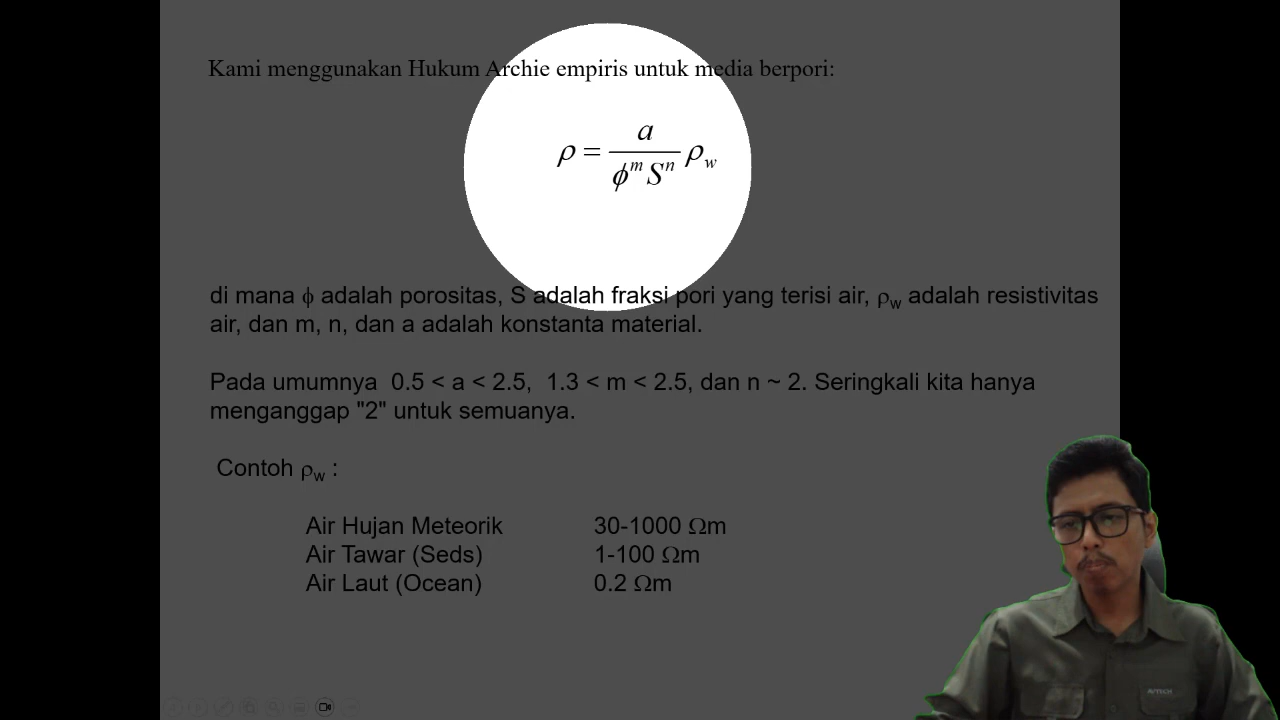 Kami menggunakan Hukum Archie empiris untuk media berpori:
ρ = a / (ϕ^m S^n) ρ_w
di mana ϕ adalah porositas, S adalah fraksi pori yang terisi air, ρ_w adalah resistivitas
air, dan m, n, dan a adalah konstanta material.
Pada umumnya 0.5 < a < 2.5, 1.3 < m < 2.5, dan n ~ 2. Seringkali kita hanya
menganggap "2" untuk semuanya.
Contoh ρ_w :
Air Hujan Meteorik 30-1000 Ωm
Air Tawar (Seds) 1-100 Ωm
Air Laut (Ocean) 0.2 Ωm